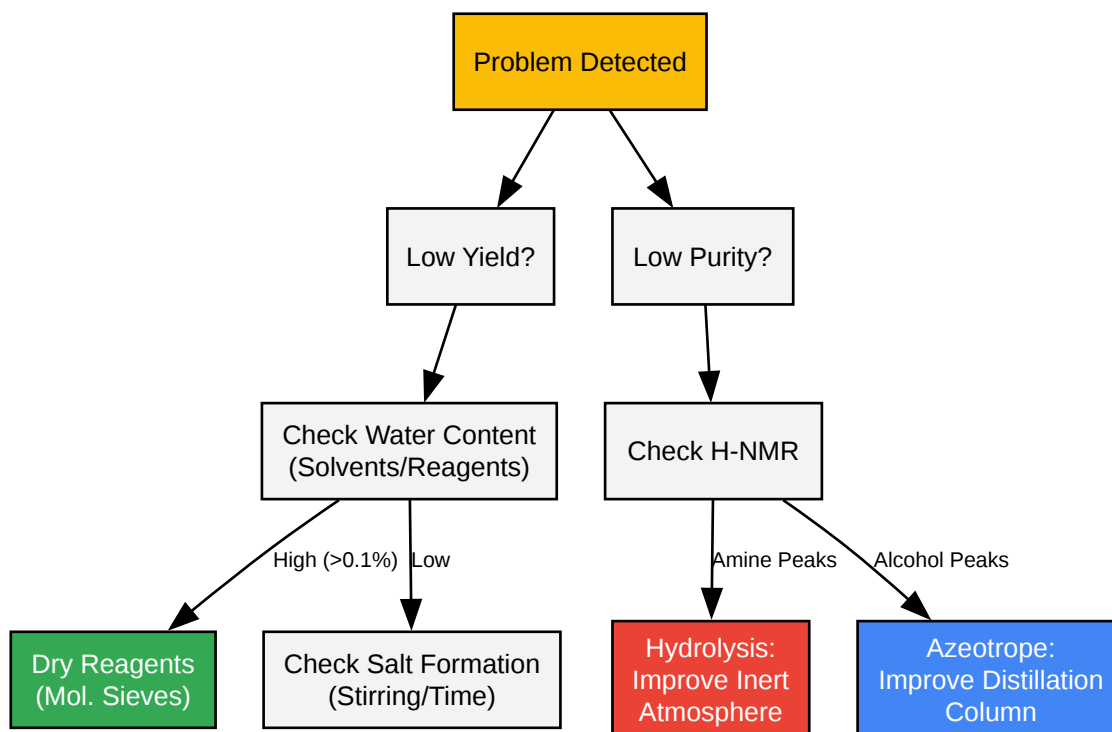 Problem Detected
Low Yield?
Low Purity?
Check Water Content
(Solvents/Reagents)
Check H-NMR
High (>0.1%)
Low
Amine Peaks
Alcohol Peaks
Dry Reagents
(Mol. Sieves)
Check Salt Formation
(Stirring/Time)
Hydrolysis:
Improve Inert
Atmosphere
Azeotrope:
Improve Distillation
Column